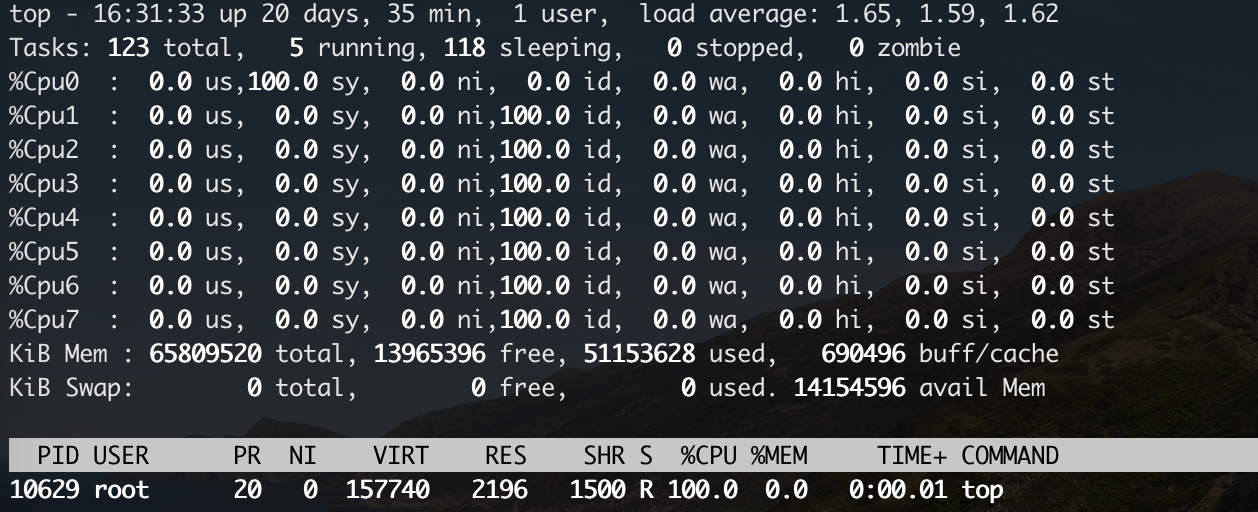 top - 16:31:33 up 20 days, 35 min,  1 user,  load average: 1.65, 1.59, 1.62
Tasks: 123 total,   5 running, 118 sleeping,   0 stopped,   0 zombie
%Cpu0  :  0.0 us,100.0 sy,  0.0 ni,  0.0 id,  0.0 wa,  0.0 hi,  0.0 si,  0.0 st
%Cpu1  :  0.0 us,  0.0 sy,  0.0 ni,100.0 id,  0.0 wa,  0.0 hi,  0.0 si,  0.0 st
%Cpu2  :  0.0 us,  0.0 sy,  0.0 ni,100.0 id,  0.0 wa,  0.0 hi,  0.0 si,  0.0 st
%Cpu3  :  0.0 us,  0.0 sy,  0.0 ni,100.0 id,  0.0 wa,  0.0 hi,  0.0 si,  0.0 st
%Cpu4  :  0.0 us,  0.0 sy,  0.0 ni,100.0 id,  0.0 wa,  0.0 hi,  0.0 si,  0.0 st
%Cpu5  :  0.0 us,  0.0 sy,  0.0 ni,100.0 id,  0.0 wa,  0.0 hi,  0.0 si,  0.0 st
%Cpu6  :  0.0 us,  0.0 sy,  0.0 ni,100.0 id,  0.0 wa,  0.0 hi,  0.0 si,  0.0 st
%Cpu7  :  0.0 us,  0.0 sy,  0.0 ni,100.0 id,  0.0 wa,  0.0 hi,  0.0 si,  0.0 st
KiB Mem : 65809520 total, 13965396 free, 51153628 used,   690496 buff/cache
KiB Swap:        0 total,        0 free,        0 used. 14154596 avail Mem
  PID USER      PR  NI    VIRT    RES    SHR S  %CPU %MEM     TIME+ COMMAND
10629 root      20   0  157740   2196   1500 R 100.0  0.0   0:00.01 top